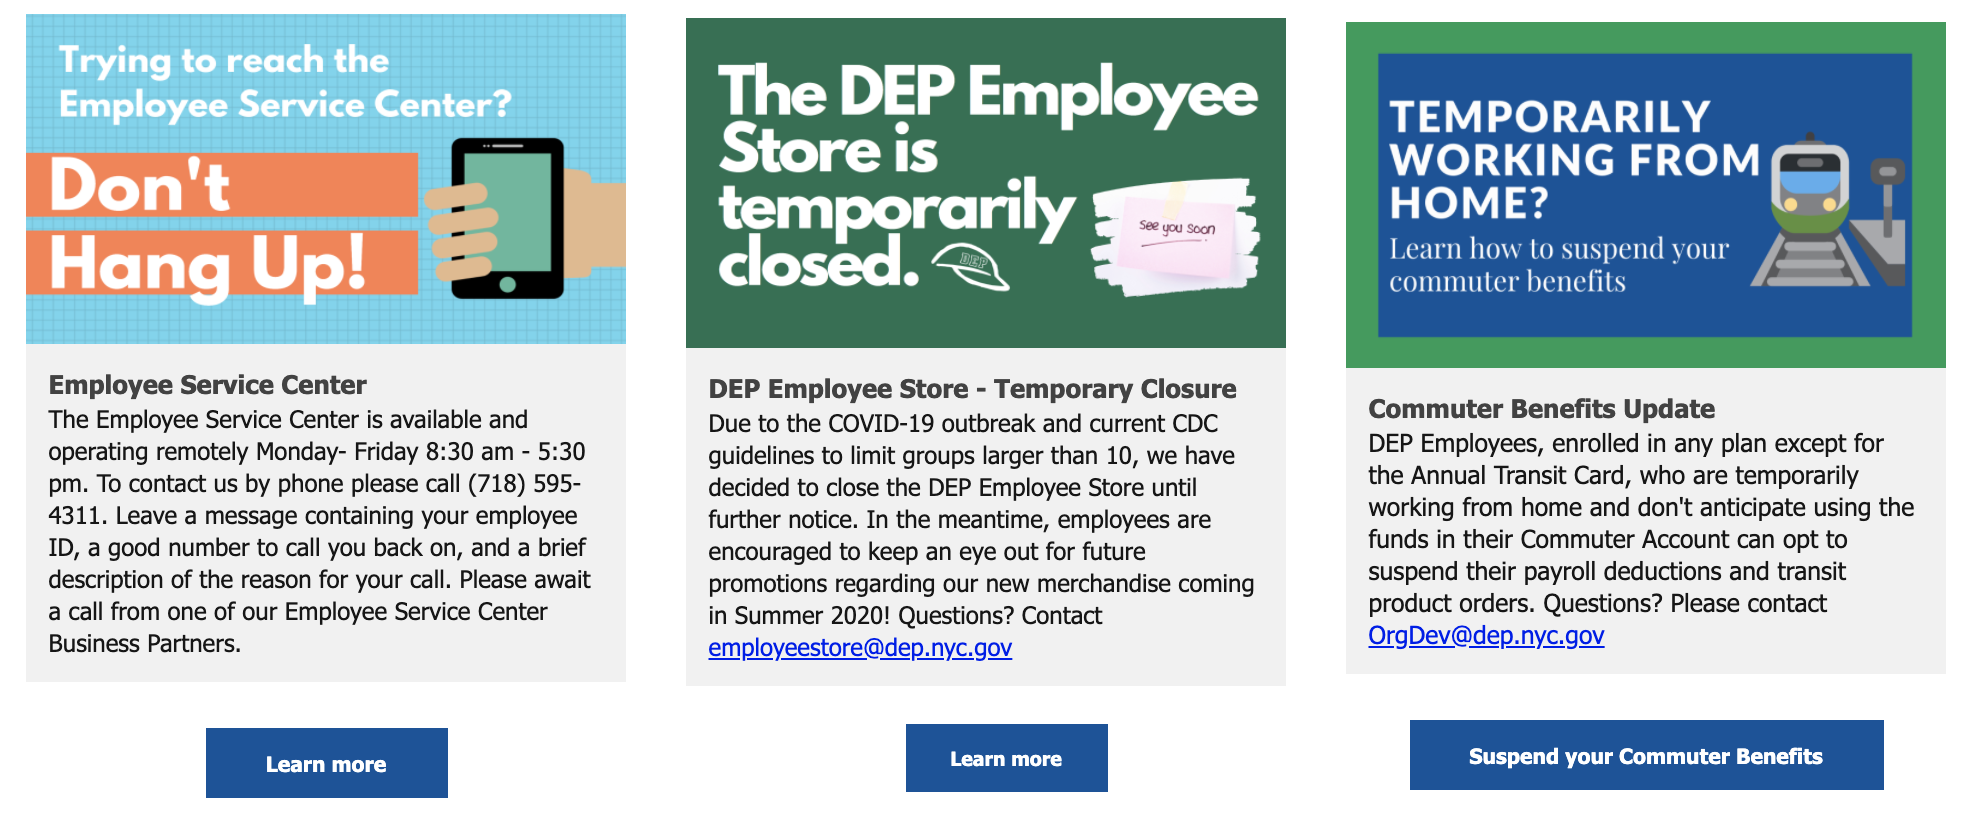 Trying to reach the
Employee Service Center?
Don't
Hang Up!
Employee Service Center
The Employee Service Center is available and
operating remotely Monday- Friday 8:30 am - 5:30
pm. To contact us by phone please call (718) 595-
4311. Leave a message containing your employee
ID, a good number to call you back on, and a brief
description of the reason for your call. Please await
a call from one of our Employee Service Center
Business Partners.
Learn more
The DEP Employee
Store is
temporarily
closed.
DEP
see you soon
DEP Employee Store - Temporary Closure
Due to the COVID-19 outbreak and current CDC
guidelines to limit groups larger than 10, we have
decided to close the DEP Employee Store until
further notice. In the meantime, employees are
encouraged to keep an eye out for future
promotions regarding our new merchandise coming
in Summer 2020! Questions? Contact
employeestore@dep.nyc.gov
Learn more
TEMPORARILY
WORKING FROM
HOME?
Learn how to suspend your
commuter benefits
Commuter Benefits Update
DEP Employees, enrolled in any plan except for
the Annual Transit Card, who are temporarily
working from home and don't anticipate using the
funds in their Commuter Account can opt to
suspend their payroll deductions and transit
product orders. Questions? Please contact
OrgDev@dep.nyc.gov
Suspend your Commuter Benefits